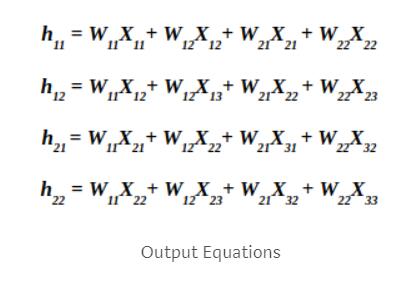 h₁₁ = W₁₁X₁₁+ W₁₂X₁₂+ W₂₁X₂₁ + W₂₂X₂₂
h₁₂ = W₁₁X₁₂+ W₁₂X₁₃+ W₂₁X₂₂ + W₂₂X₂₃
h₂₁ = W₁₁X₂₁+ W₁₂X₂₂+ W₂₁X₃₁ + W₂₂X₃₂
h₂₂ = W₁₁X₂₂+ W₁₂X₂₃+ W₂₁X₃₂ + W₂₂X₃₃
Output Equations